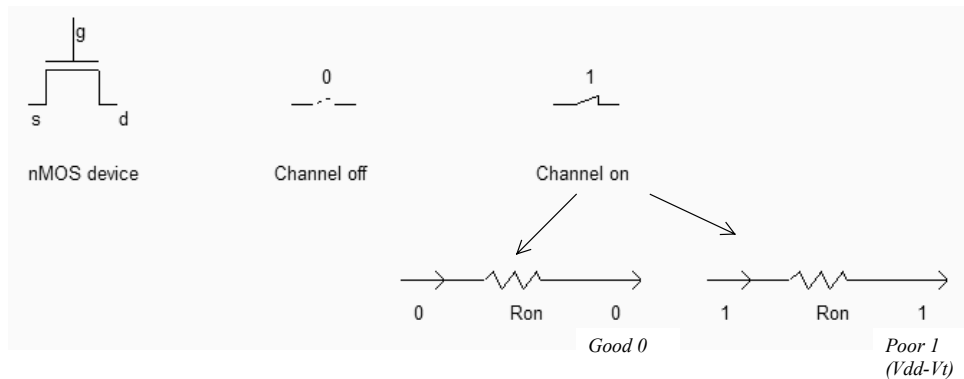 g
0
1
s
d
nMOS device
Channel off
Channel on
0
Ron
0
1
Ron
1
Good 0
Poor 1
(Vdd-Vt)